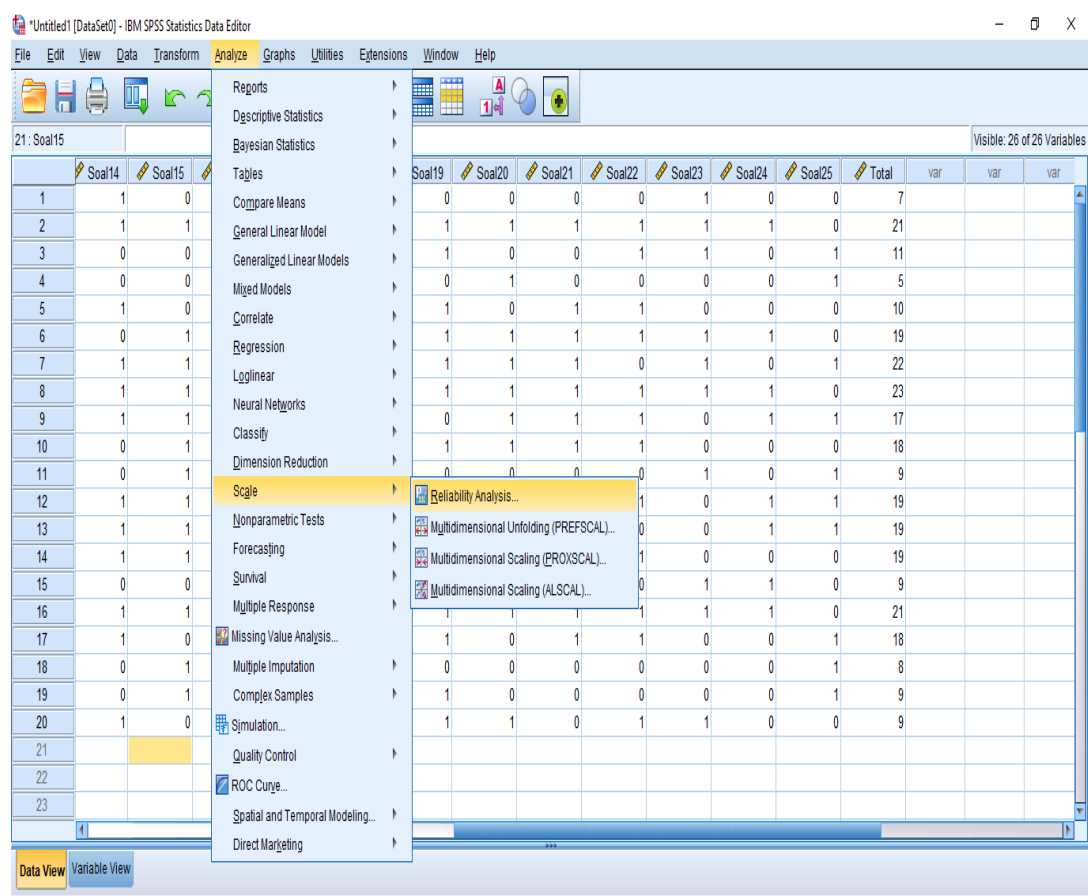 *Untitled1 [DataSet0] - IBM SPSS Statistics Data Editor
File Edit View Data Transform Analyze Graphs Utilities Extensions Window Help
21 : Soal15
Visible: 26 of 26 Variables
Soal14 Soal15 Soal19 Soal20 Soal21 Soal22 Soal23 Soal24 Soal25 Total var var var
1 1 0 0 0 0 0 1 0 0 7
2 1 1 1 1 1 1 1 1 0 21
3 0 0 1 0 0 1 1 0 1 11
4 0 0 0 1 0 0 0 0 1 5
5 1 0 1 0 1 1 0 0 0 10
6 0 1 1 1 1 1 1 1 0 19
7 1 1 1 1 1 0 1 0 1 22
8 1 1 1 1 1 1 1 1 0 23
9 1 1 0 1 1 1 0 1 1 17
10 0 1 1 1 1 1 0 0 0 18
11 0 1 0 0 0 0 1 0 1 9
12 1 1 1 0 1 1 19
13 1 1 0 0 1 1 19
14 1 1 1 0 0 0 19
15 0 0 0 1 1 0 9
16 1 1 1 1 1 1 1 1 0 21
17 1 0 1 0 1 1 0 0 1 18
18 0 1 0 0 0 0 0 0 1 8
19 0 1 1 0 0 0 0 0 1 9
20 1 0 1 1 0 1 1 0 0 9
21
22
23
Reports
Descriptive Statistics
Bayesian Statistics
Tables
Compare Means
General Linear Model
Generalized Linear Models
Mixed Models
Correlate
Regression
Loglinear
Neural Networks
Classify
Dimension Reduction
Scale
Nonparametric Tests
Forecasting
Survival
Multiple Response
Missing Value Analysis...
Multiple Imputation
Complex Samples
Simulation...
Quality Control
ROC Curve...
Spatial and Temporal Modeling...
Direct Marketing
Reliability Analysis...
Multidimensional Unfolding (PREFSCAL)...
Multidimensional Scaling (PROXSCAL)...
Multidimensional Scaling (ALSCAL)...
Data View Variable View